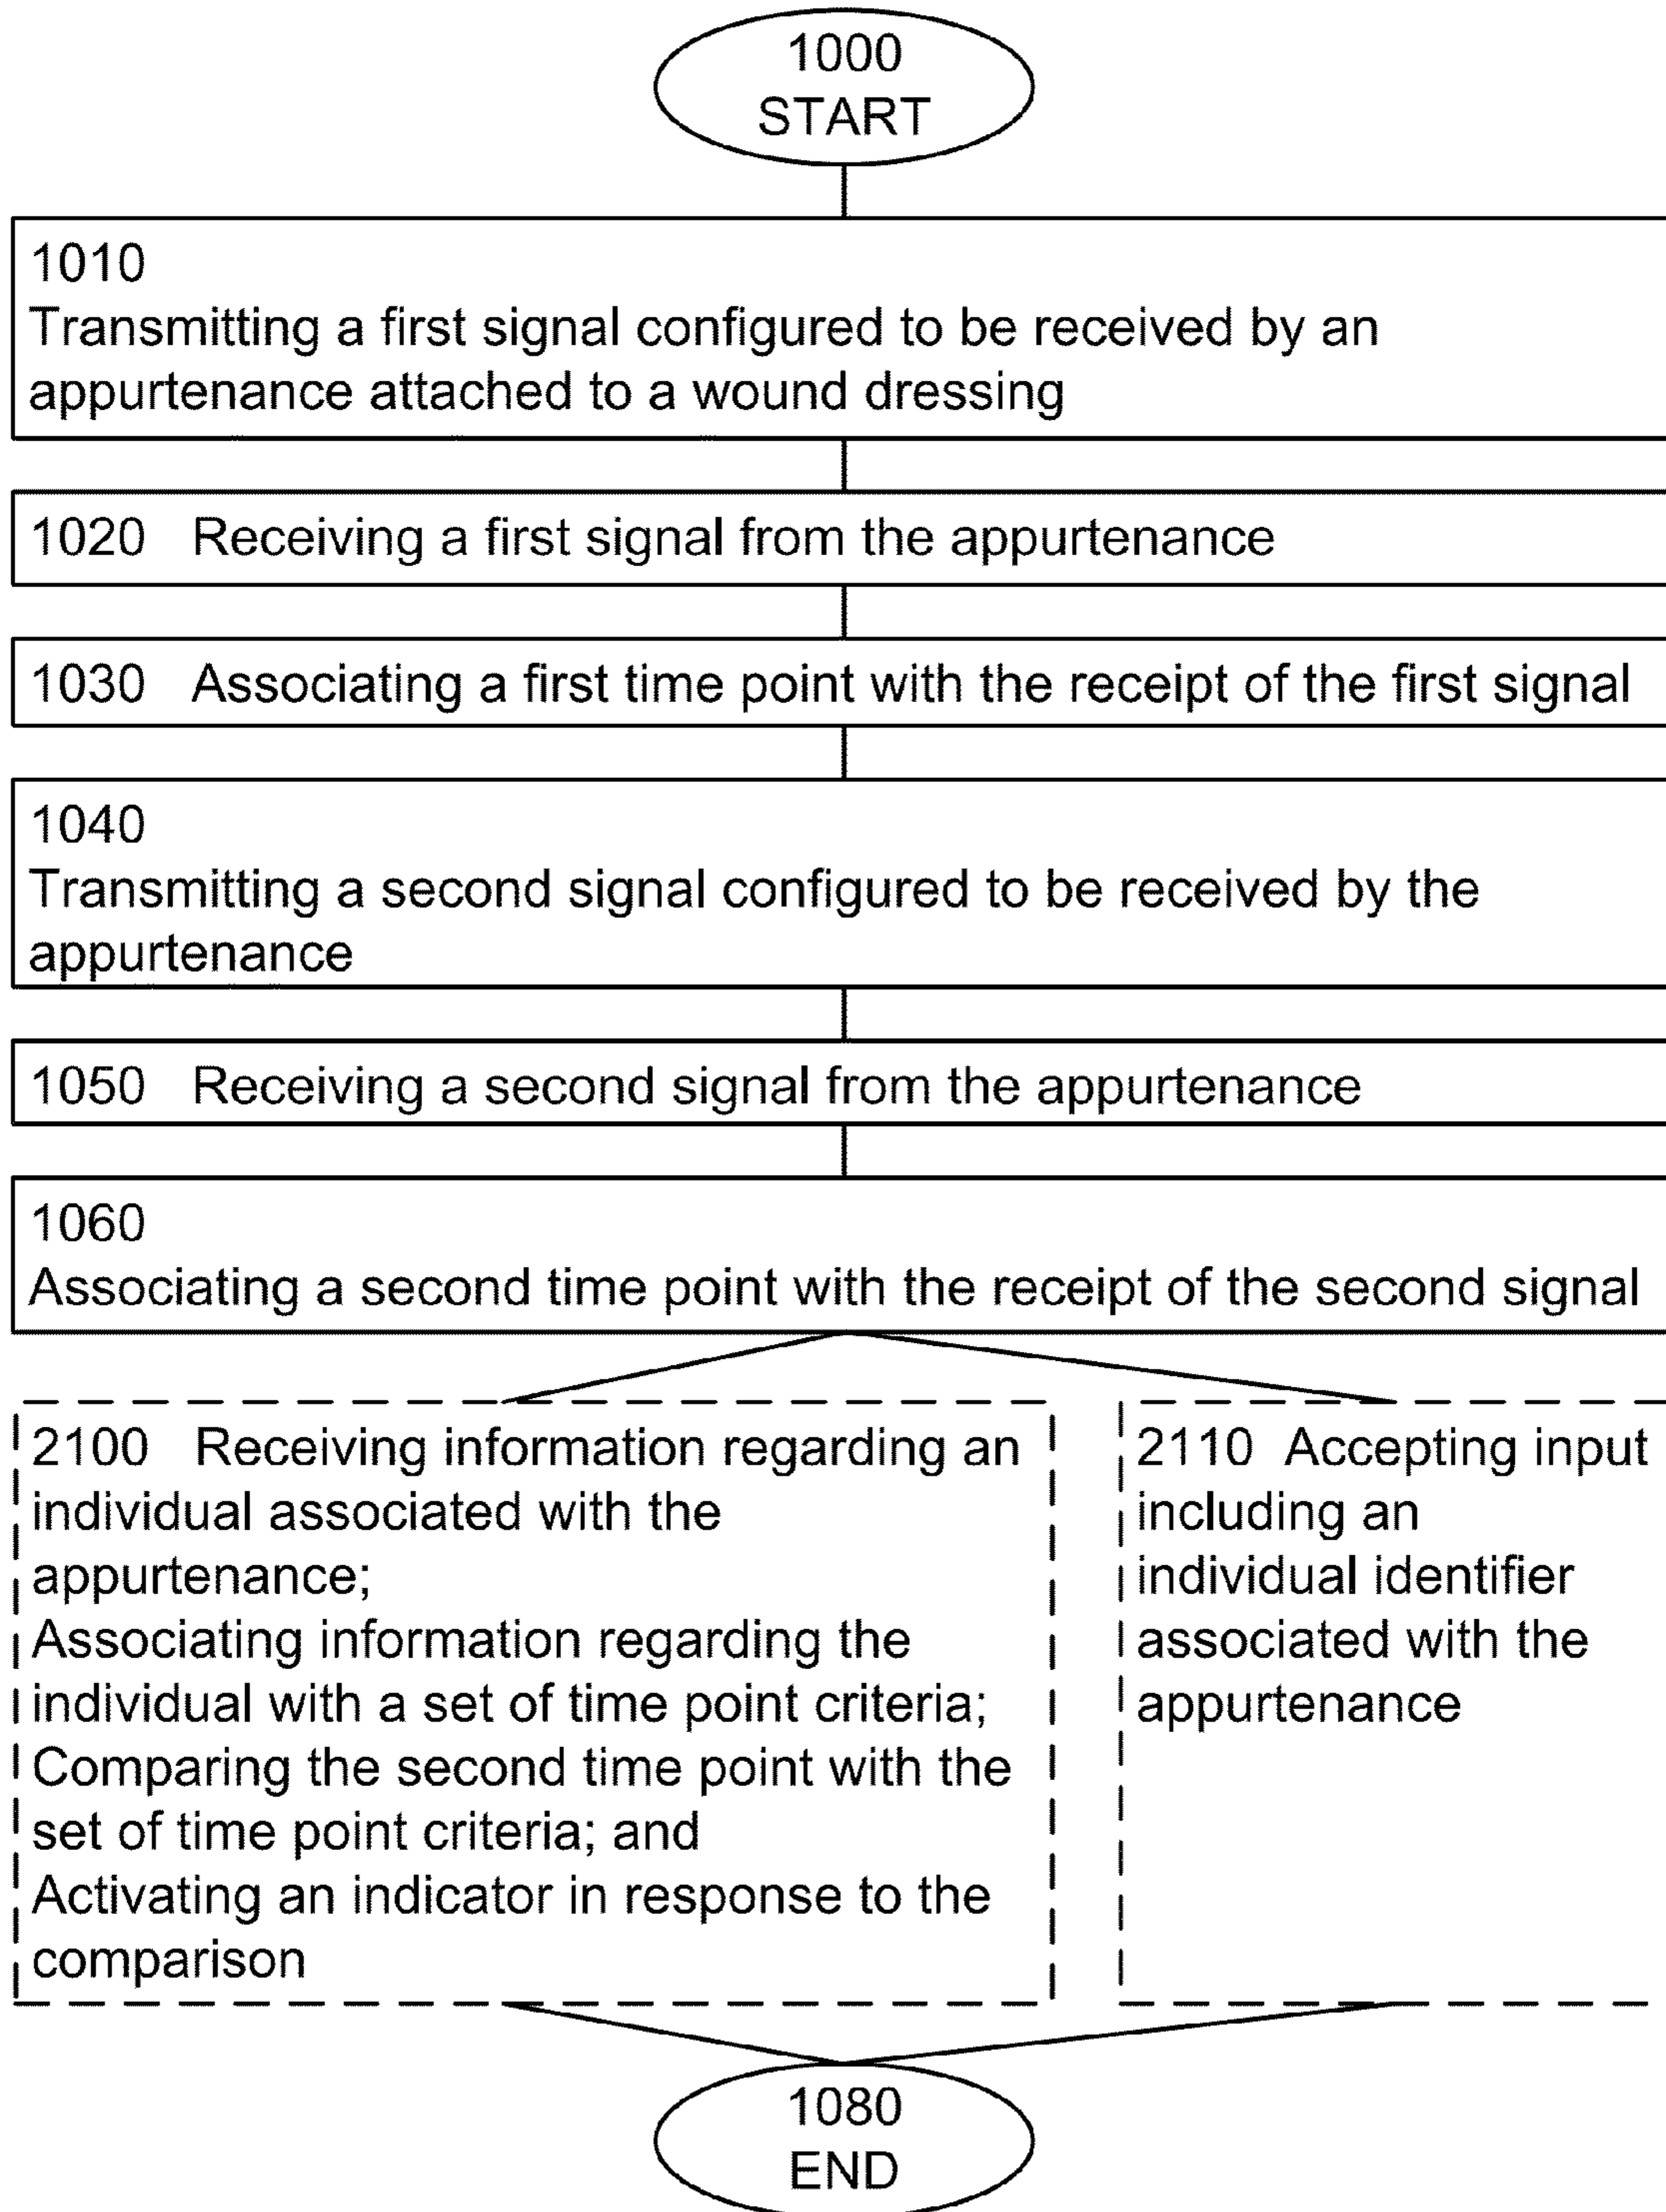 1000
START
1010
Transmitting a first signal configured to be received by an
appurtenance attached to a wound dressing
1020 Receiving a first signal from the appurtenance
1030 Associating a first time point with the receipt of the first signal
1040
Transmitting a second signal configured to be received by the
appurtenance
1050 Receiving a second signal from the appurtenance
1060
Associating a second time point with the receipt of the second signal
2100 Receiving information regarding an
individual associated with the
appurtenance;
Associating information regarding the
individual with a set of time point criteria;
Comparing the second time point with the
set of time point criteria; and
Activating an indicator in response to the
comparison
2110 Accepting input
including an
individual identifier
associated with the
appurtenance
1080
END